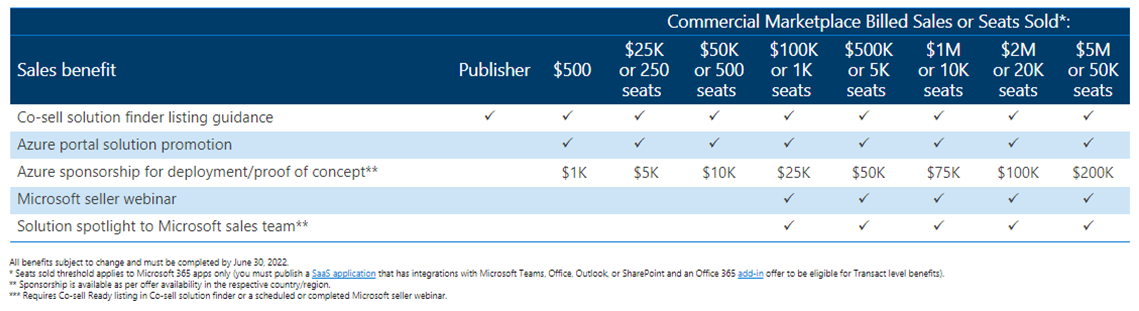 Commercial Marketplace Billed Sales or Seats Sold*:
Sales benefit Publisher $500 $25K or 250 seats $50K or 500 seats $100K or 1K seats $500K or 5K seats $1M or 10K seats $2M or 20K seats $5M or 50K seats
Co-sell solution finder listing guidance ✓ ✓ ✓ ✓ ✓ ✓ ✓ ✓ ✓
Azure portal solution promotion ✓ ✓ ✓ ✓ ✓ ✓ ✓ ✓
Azure sponsorship for deployment/proof of concept** $1K $5K $10K $25K $50K $75K $100K $200K
Microsoft seller webinar ✓ ✓ ✓ ✓ ✓
Solution spotlight to Microsoft sales team** ✓ ✓ ✓ ✓ ✓
All benefits subject to change and must be completed by June 30, 2022.
* Seats sold threshold applies to Microsoft 365 apps only (you must publish a SaaS application that has integrations with Microsoft Teams, Office, Outlook, or SharePoint and an Office 365 add-in offer to be eligible for Transact level benefits).
** Sponsorship is available as per offer availability in the respective country/region.
*** Requires Co-sell Ready listing in Co-sell solution finder or a scheduled or completed Microsoft seller webinar.